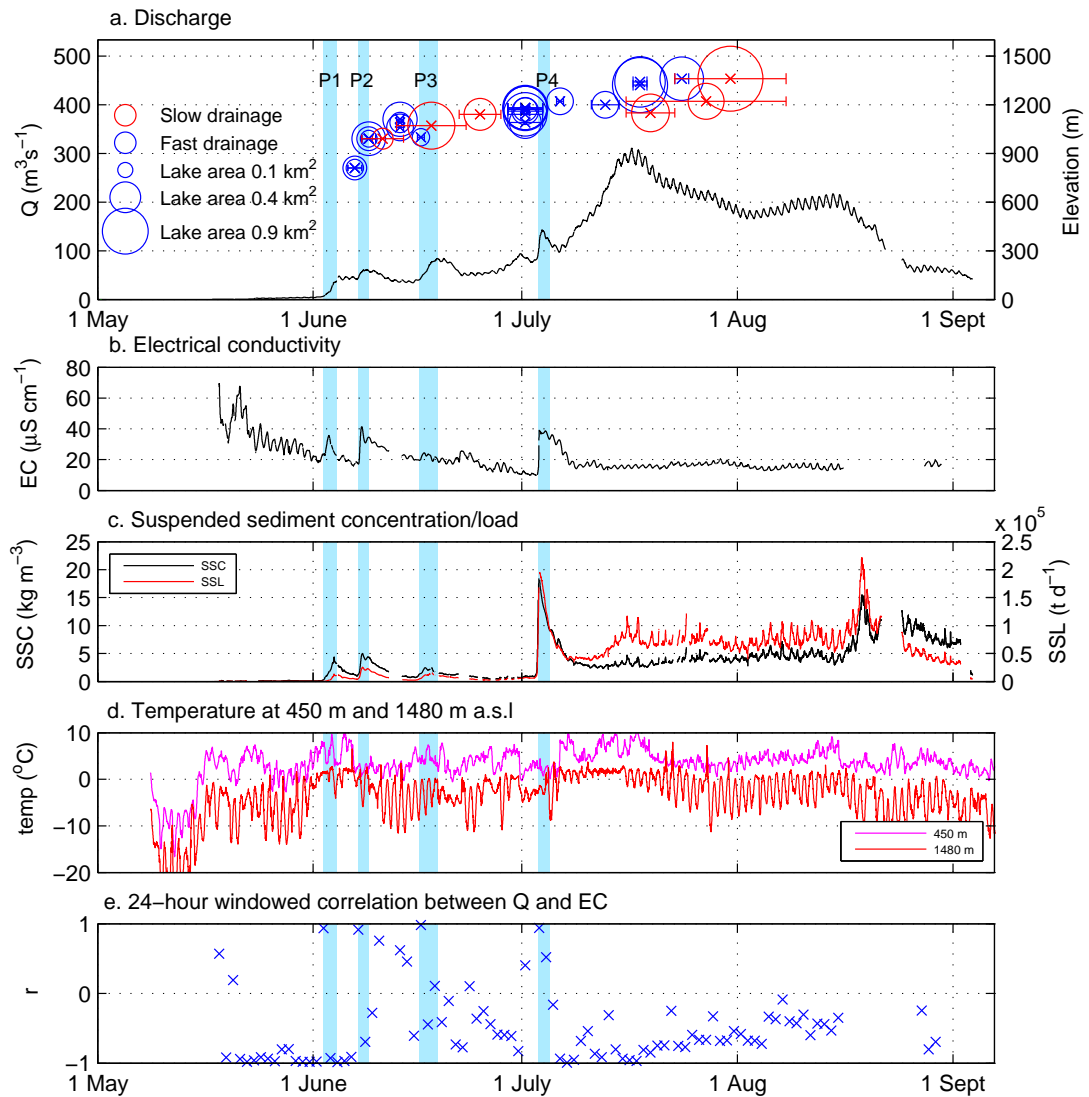 a. Discharge
500
400
300
200
100
0
Q (m³s⁻¹)
P1 P2 P3 P4
Slow drainage
Fast drainage
Lake area 0.1 km²
Lake area 0.4 km²
Lake area 0.9 km²
1500
1200
900
600
300
0
Elevation (m)
1 May 1 June 1 July 1 Aug 1 Sept
b. Electrical conductivity
80
60
40
20
0
EC (μS cm⁻¹)
c. Suspended sediment concentration/load
x 10⁵
25
20
15
10
5
0
SSC (kg m⁻³)
SSC
SSL
2.5
2
1.5
1
0.5
0
SSL (t d⁻¹)
d. Temperature at 450 m and 1480 m a.s.l
10
0
−10
−20
temp (°C)
450 m
1480 m
e. 24−hour windowed correlation between Q and EC
1
0
−1
r
1 May 1 June 1 July 1 Aug 1 Sept